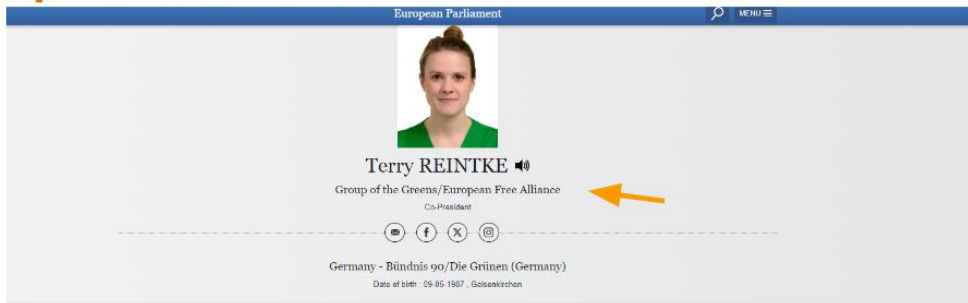 European Parliament
MENU
Terry REINTKE
Group of the Greens/European Free Alliance
Co-President
Germany - Bündnis 90/Die Grünen (Germany)
Date of birth : 09-05-1987 , Gelsenkirchen